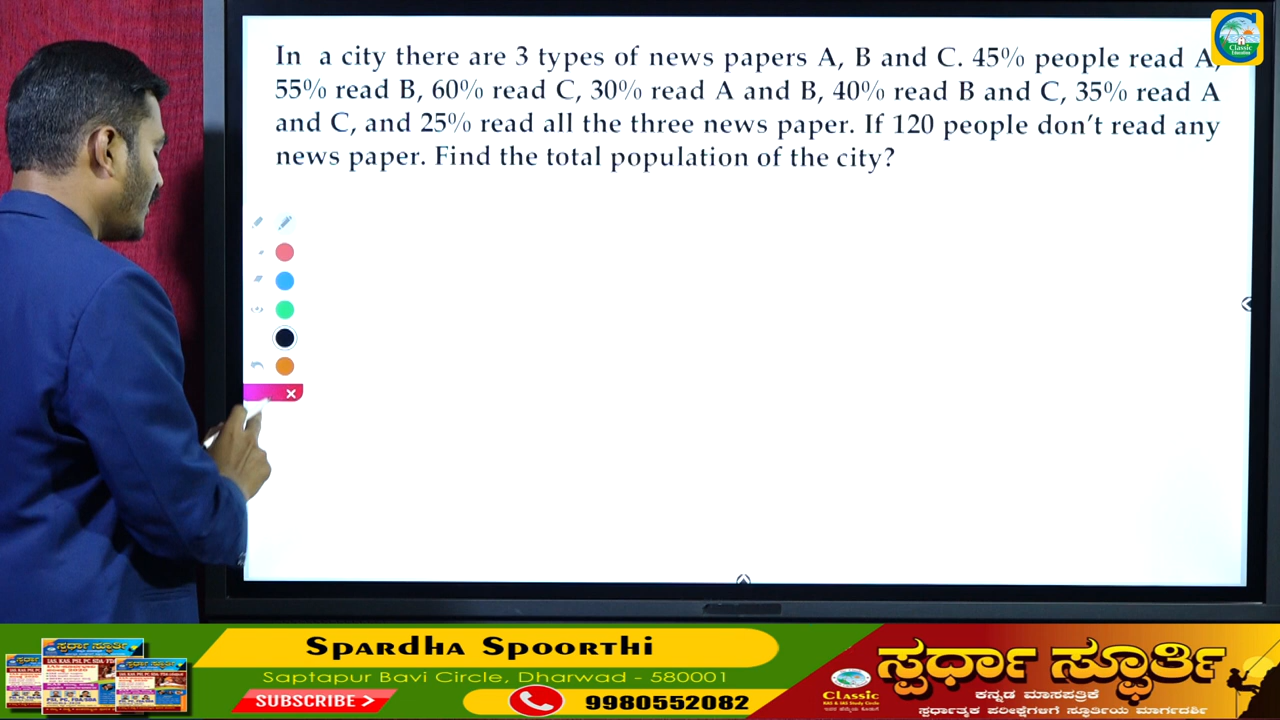 In a city there are 3 types of news papers A, B and C. 45% people read A,
55% read B, 60% read C, 30% read A and B, 40% read B and C, 35% read A
and C, and 25% read all the three news paper. If 120 people don't read any
news paper. Find the total population of the city?
Classic
Education
Spardha Spoorthi
Saptapur Bavi Circle, Dharwad - 580001
SUBSCRIBE >
9980552082
Classic
ಸ್ಪರ್ಧಾ ಸ್ಫೂರ್ತಿ
ಕನ್ನಡ ಮಾಸಪತ್ರಿಕೆ
ಸ್ಪರ್ಧಾತ್ಮಕ ಪರೀಕ್ಷೆಗಳಿಗೆ ಸ್ಫೂರ್ತಿಯ ಮಾರ್ಗದರ್ಶಿ